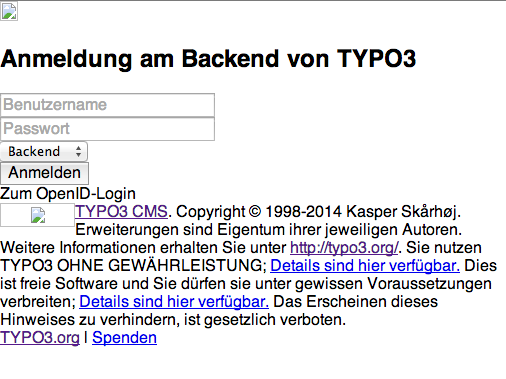 Anmeldung am Backend von TYPO3
Benutzername
Passwort
Backend
Anmelden
Zum OpenID-Login
TYPO3 CMS. Copyright © 1998-2014 Kasper Skårhøj.
Erweiterungen sind Eigentum ihrer jeweiligen Autoren.
Weitere Informationen erhalten Sie unter http://typo3.org/. Sie nutzen
TYPO3 OHNE GEWÄHRLEISTUNG; Details sind hier verfügbar. Dies
ist freie Software und Sie dürfen sie unter gewissen Voraussetzungen
verbreiten; Details sind hier verfügbar. Das Erscheinen dieses
Hinweises zu verhindern, ist gesetzlich verboten.
TYPO3.org | Spenden